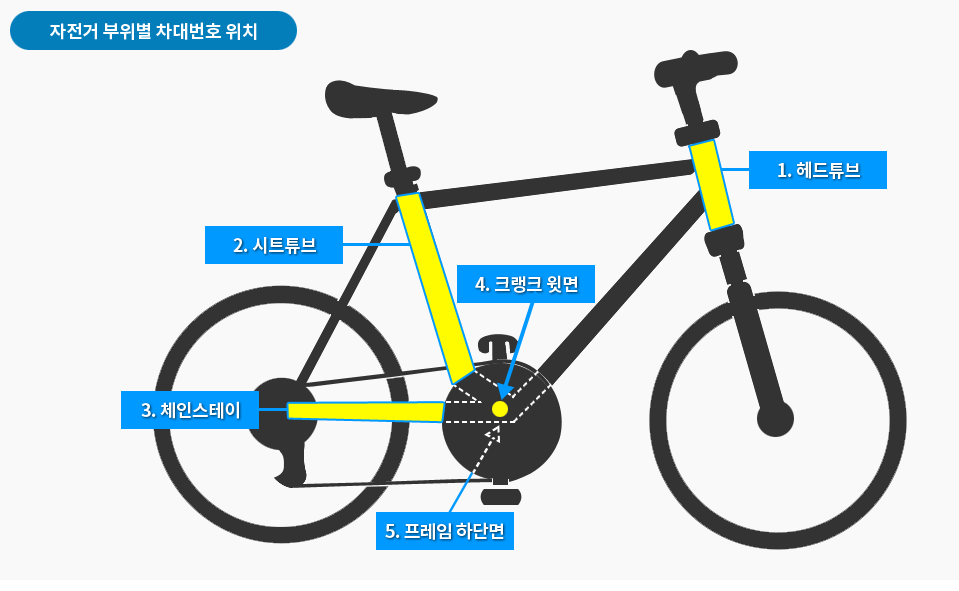 자전거 부위별 차대번호 위치
1. 헤드튜브
2. 시트튜브
4. 크랭크 윗면
3. 체인스테이
5. 프레임 하단면